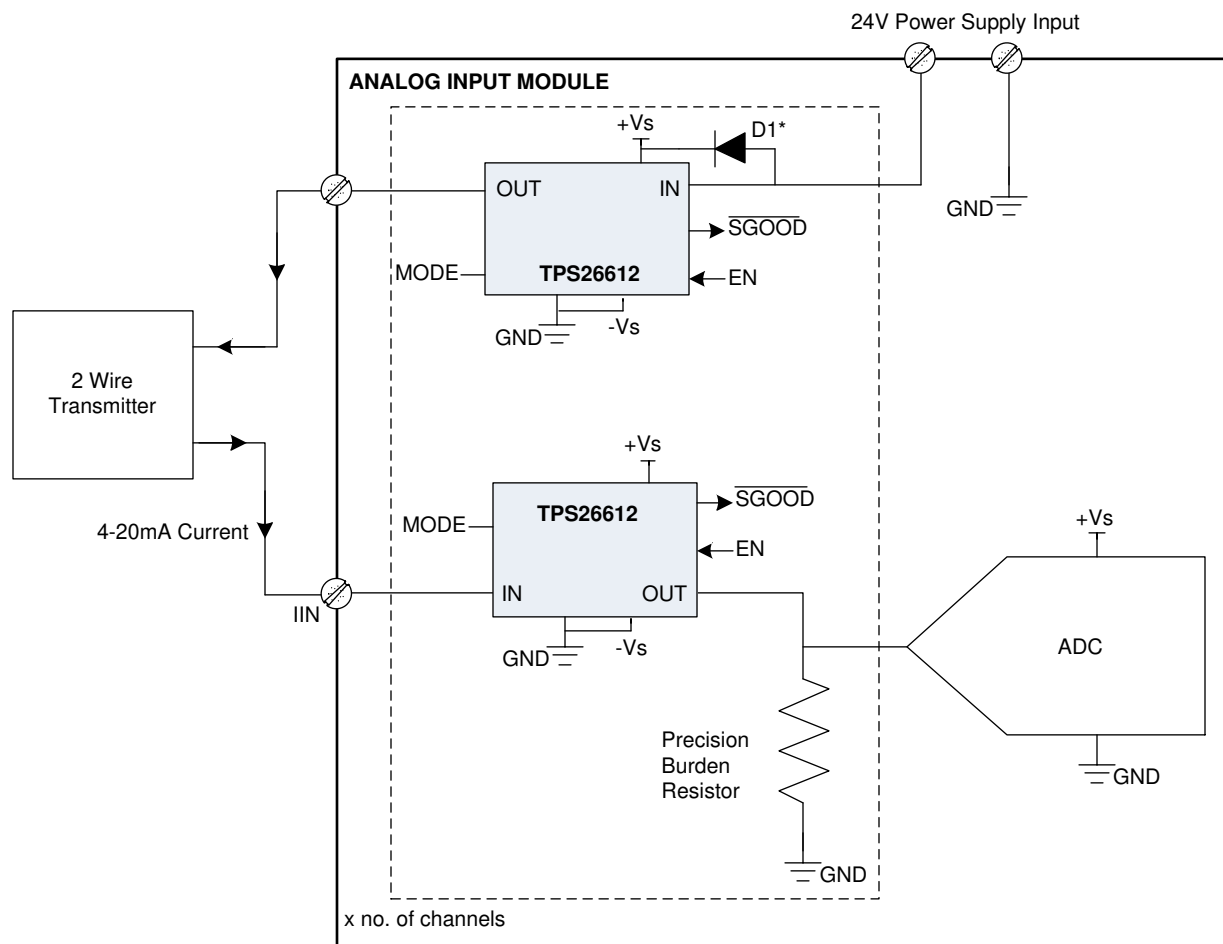 24V Power Supply Input
ANALOG INPUT MODULE
+Vs
D1*
OUT
IN
SGOOD
MODE
TPS26612
EN
GND
-Vs
GND
2 Wire
Transmitter
+Vs
SGOOD
TPS26612
MODE
EN
4-20mA Current
IN
OUT
IIN
GND
-Vs
+Vs
ADC
Precision
Burden
Resistor
GND
GND
x no. of channels